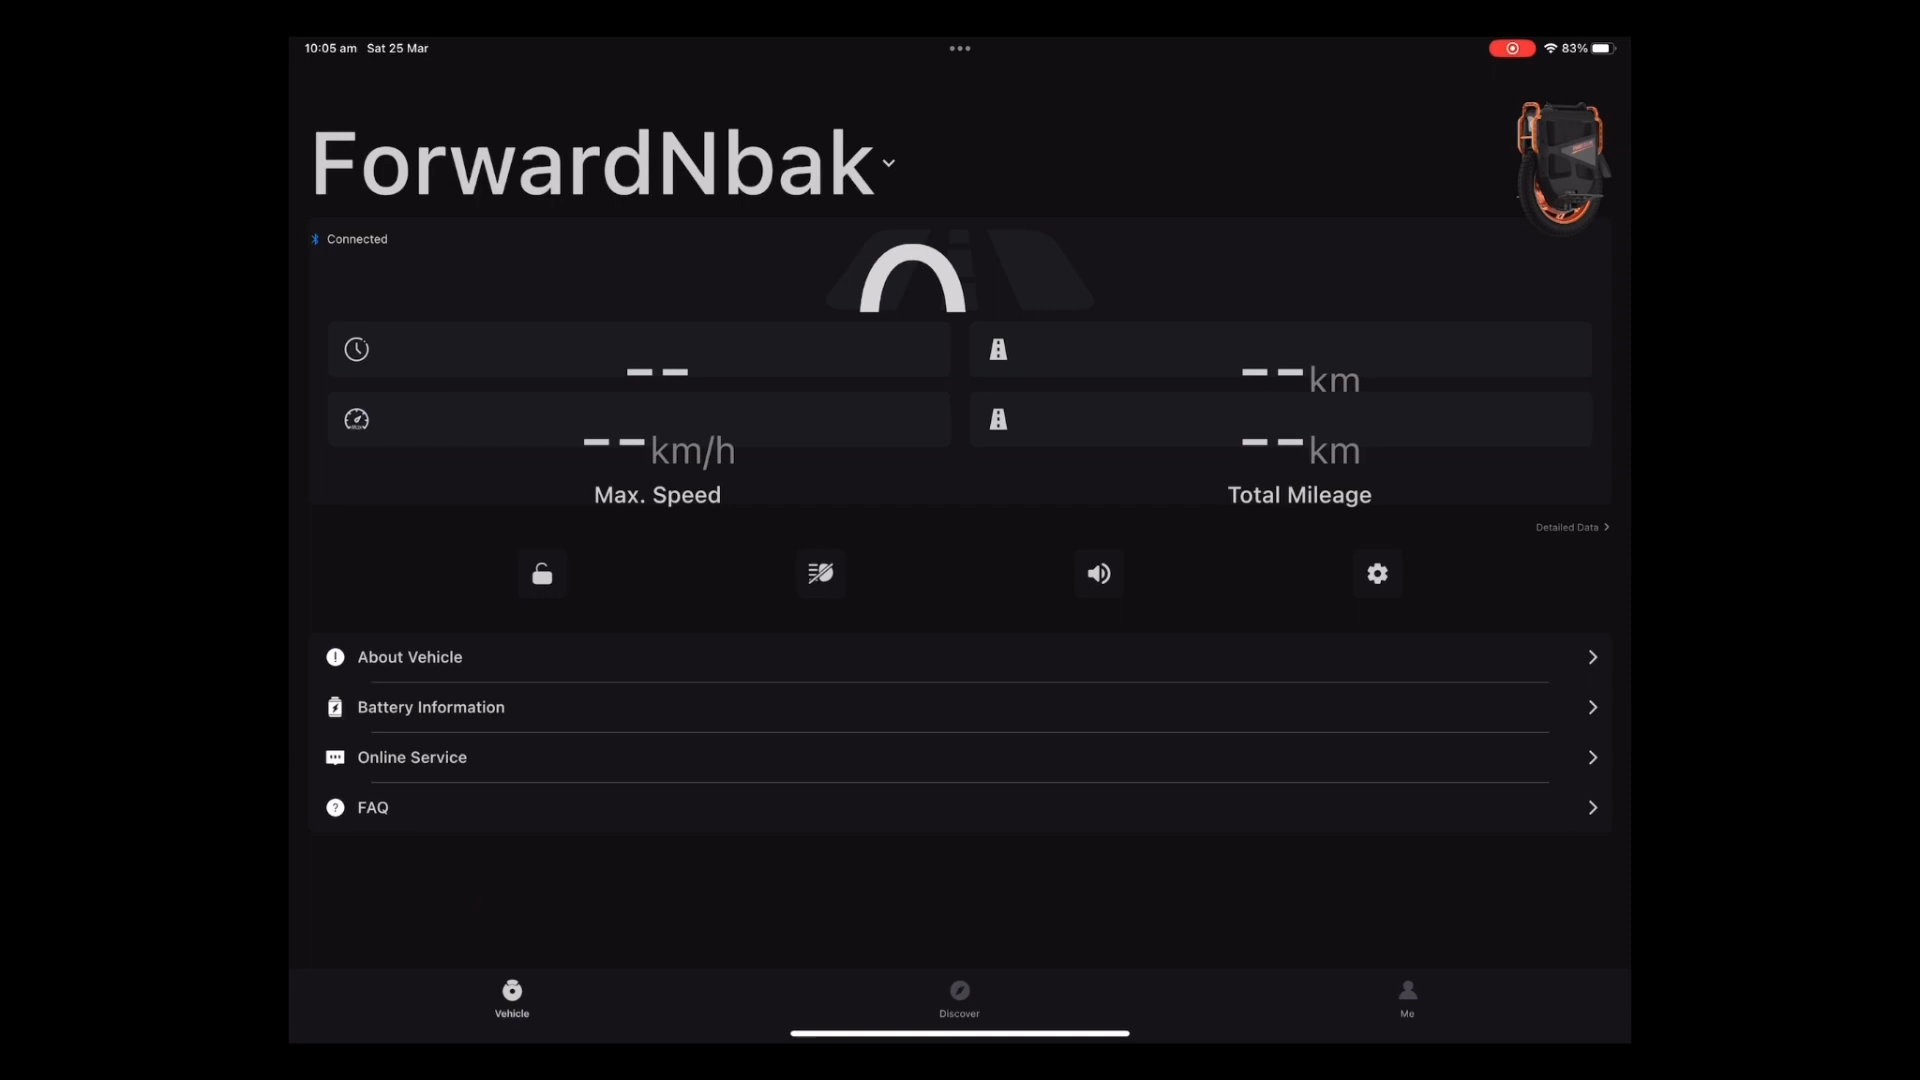 10:05 am Sat 25 Mar
83%
ForwardNbak
Connected
--
-- km
-- km/h
-- km
Max. Speed
Total Mileage
Detailed Data
About Vehicle
Battery Information
Online Service
FAQ
Vehicle
Discover
Me